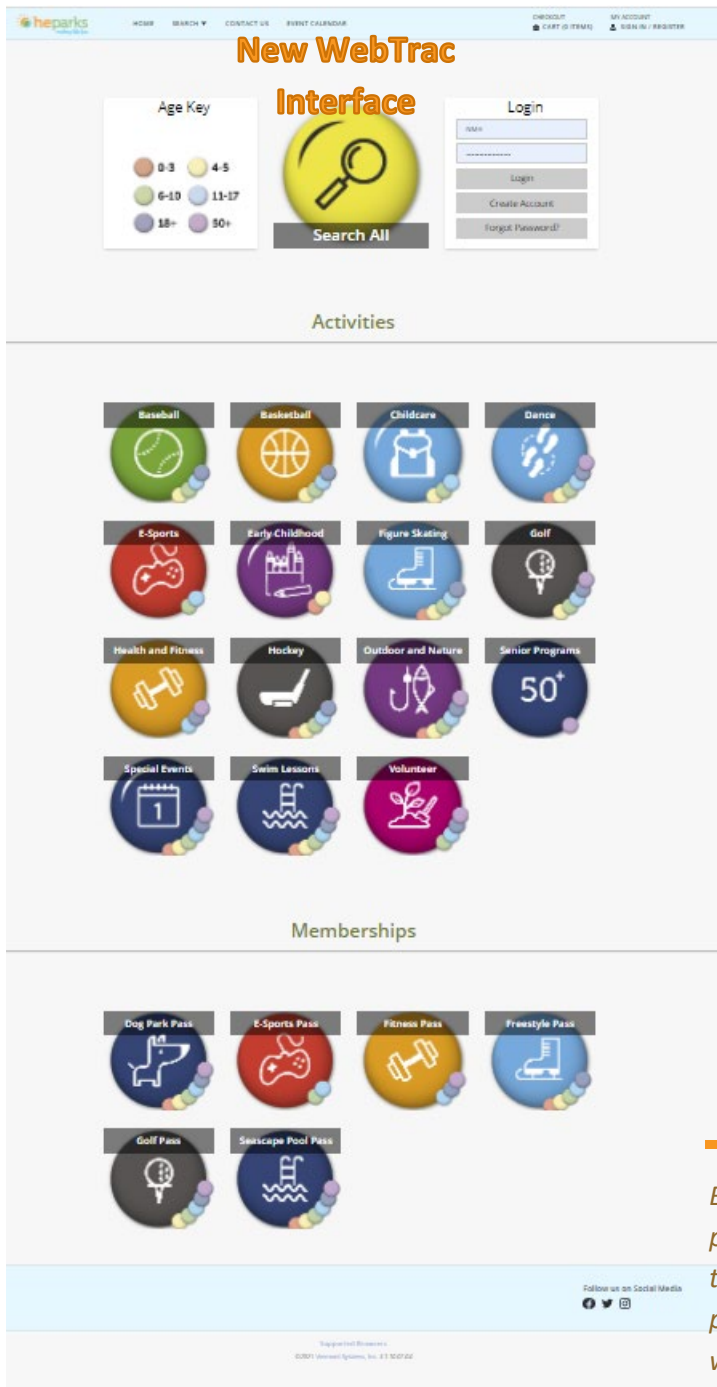 heparks
HOME SEARCH ▼ CONTACT US EVENT CALENDAR
CHECKOUT
CART (0 ITEMS)
MY ACCOUNT
SIGN IN / REGISTER
New WebTrac
Interface
Age Key
0-3 4-5
6-10 11-17
18+ 50+
Search All
Login
Login
Create Account
Forgot Password?
Activities
Baseball Basketball Childcare Dance
E-Sports Early Childhood Figure Skating Golf
Health and Fitness Hockey Outdoor and Nature Senior Programs
50+
Special Events Swim Lessons Volunteer
1
Memberships
Dog Park Pass E-Sports Pass Fitness Pass Freestyle Pass
Golf Pass Seascape Pool Pass
Follow us on Social Media
Supported Browsers
©2021 Vermont Systems, Inc.